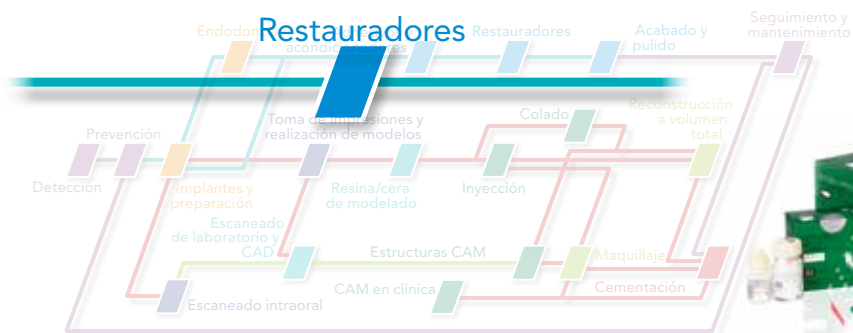 Restauradores
Endodon
acondicionadores
Restauradores
Acabado y
pulido
Seguimiento y
mantenimiento
Prevención
Toma de impresiones y
realización de modelos
Colado
Reconstrucción
a volumen
total
Detección
Implantes y
preparación
Resina/cera
de modelado
Inyección
Escaneado
de laboratorio y
CAD
Estructuras CAM
Maquillaje
Escaneado intraoral
CAM en clínica
Cementación